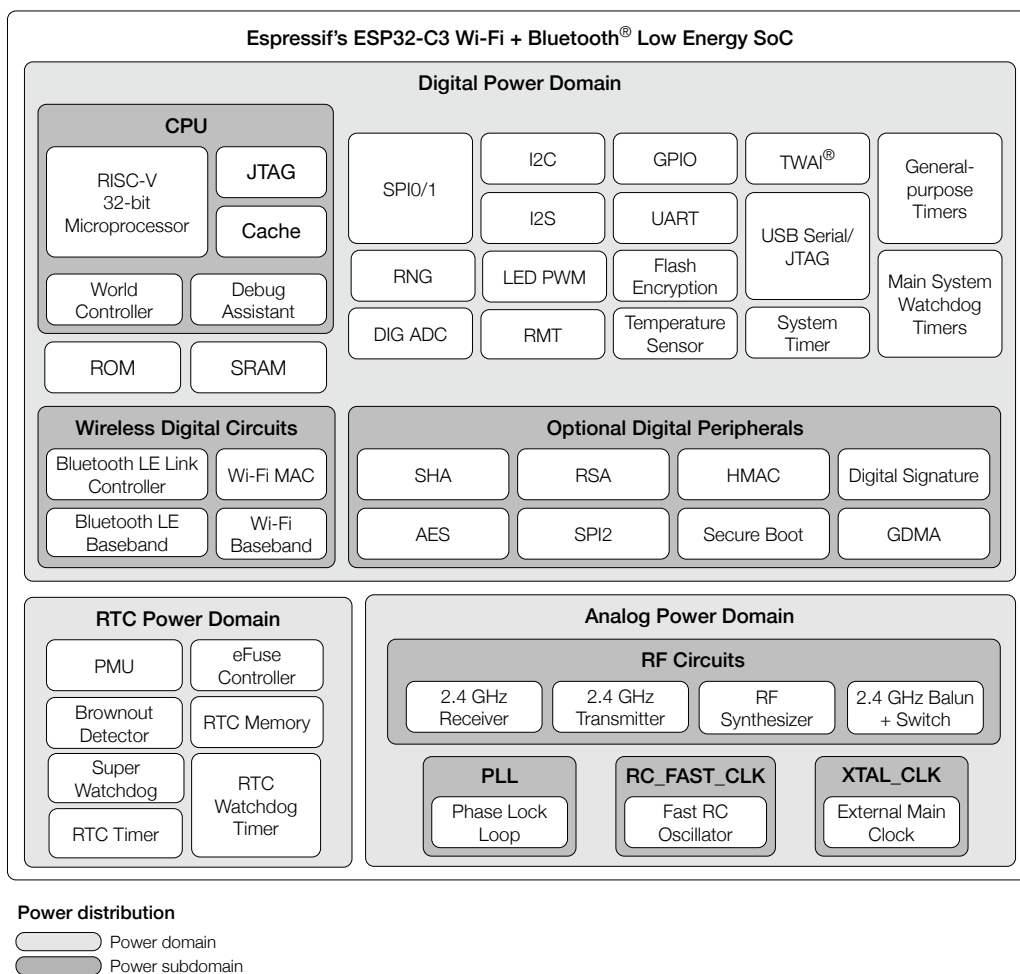 Espressif's ESP32-C3 Wi-Fi + Bluetooth® Low Energy SoC
Digital Power Domain
CPU
RISC-V
32-bit
Microprocessor
JTAG
Cache
World
Controller
Debug
Assistant
ROM
SRAM
SPI0/1
I2C
GPIO
TWAI®
General-
purpose
Timers
I2S
UART
USB Serial/
JTAG
RNG
LED PWM
Flash
Encryption
Main System
Watchdog
Timers
DIG ADC
RMT
Temperature
Sensor
System
Timer
Wireless Digital Circuits
Bluetooth LE Link
Controller
Wi-Fi MAC
Bluetooth LE
Baseband
Wi-Fi
Baseband
Optional Digital Peripherals
SHA
RSA
HMAC
Digital Signature
AES
SPI2
Secure Boot
GDMA
RTC Power Domain
PMU
eFuse
Controller
Brownout
Detector
RTC Memory
Super
Watchdog
RTC
Watchdog
Timer
RTC Timer
Analog Power Domain
RF Circuits
2.4 GHz
Receiver
2.4 GHz
Transmitter
RF
Synthesizer
2.4 GHz Balun
+ Switch
PLL
Phase Lock
Loop
RC_FAST_CLK
Fast RC
Oscillator
XTAL_CLK
External Main
Clock
Power distribution
Power domain
Power subdomain